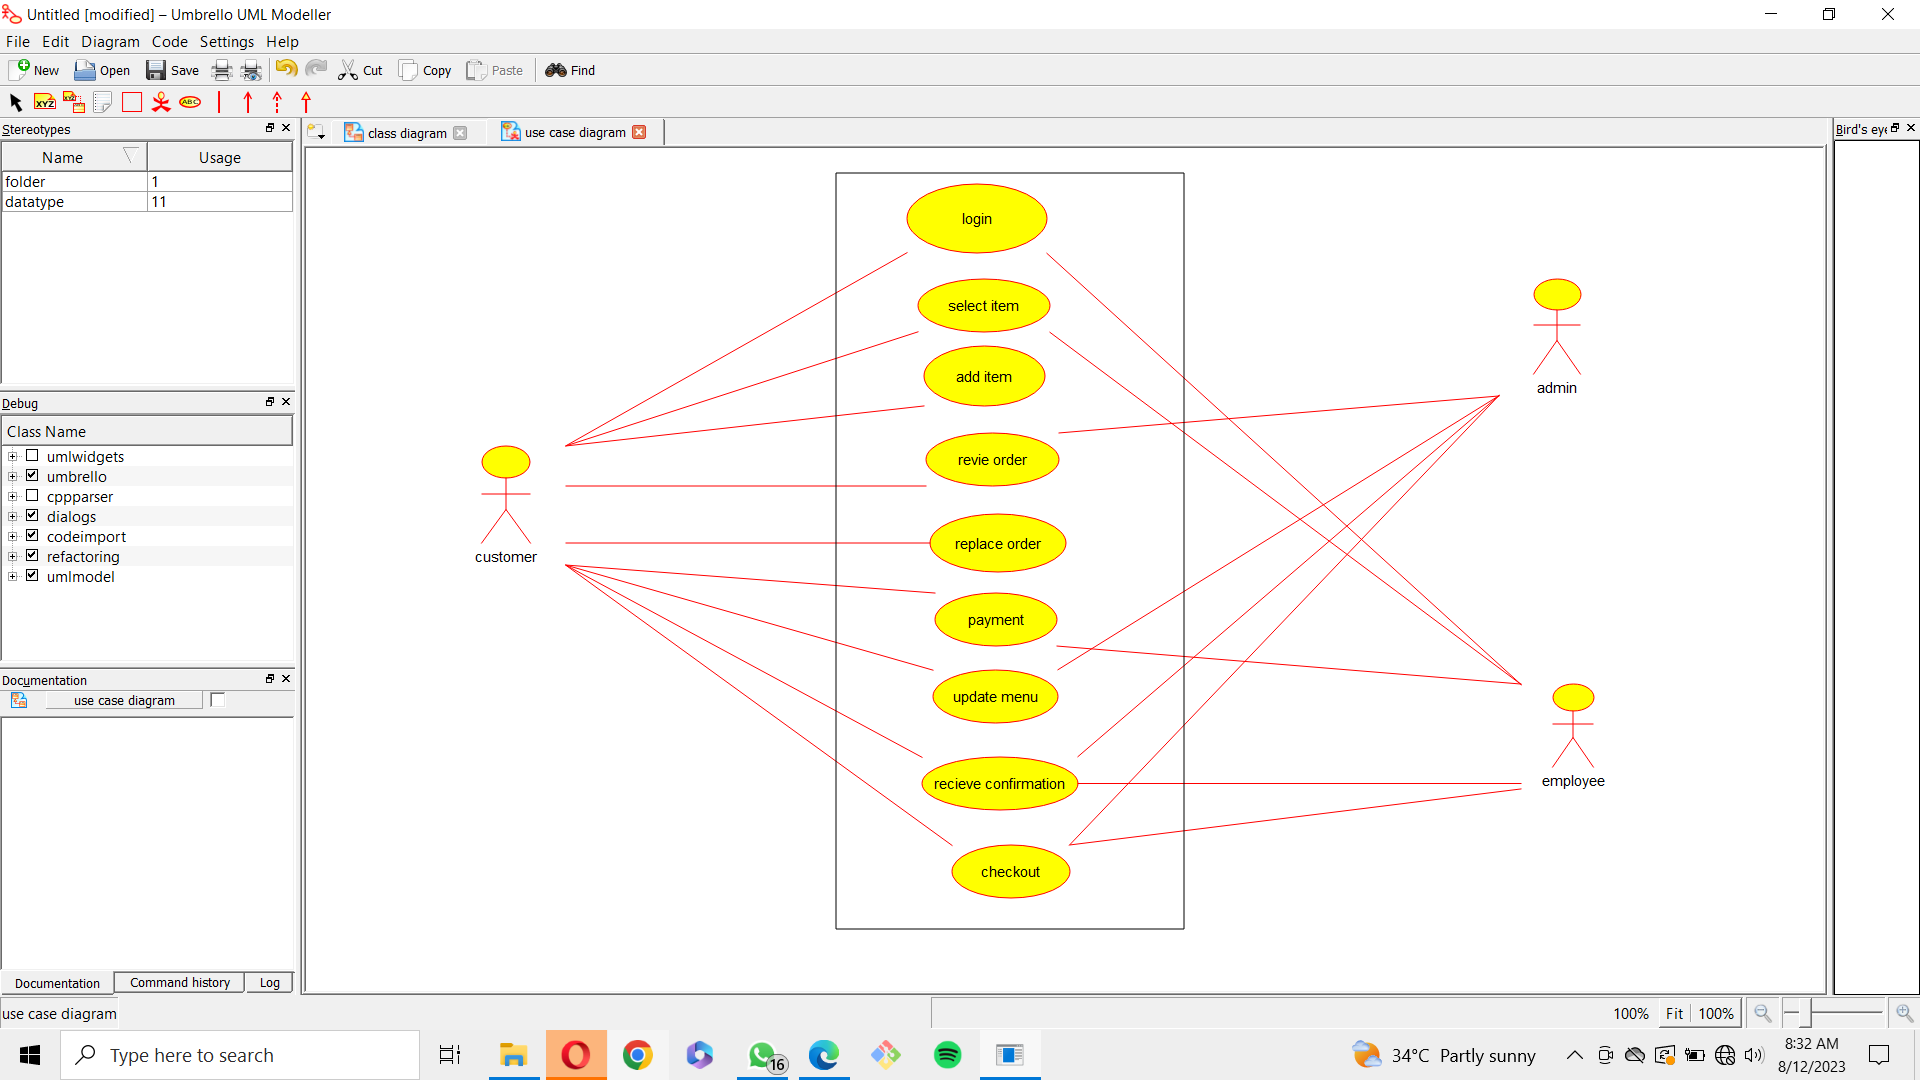 Untitled [modified] – Umbrello UML Modeller
File Edit Diagram Code Settings Help
New Open Save Cut Copy Paste Find
XYZ XYZ ABC
Stereotypes
Name Usage
folder 1
datatype 11
Debug
Class Name
umlwidgets
umbrello
cppparser
dialogs
codeimport
refactoring
umlmodel
Documentation
use case diagram
Documentation Command history Log
class diagram use case diagram
login
select item
add item
revie order
replace order
payment
update menu
recieve confirmation
checkout
customer
admin
employee
Bird's eye
use case diagram
100% Fit 100%
Type here to search
16
34°C Partly sunny
8:32 AM
8/12/2023